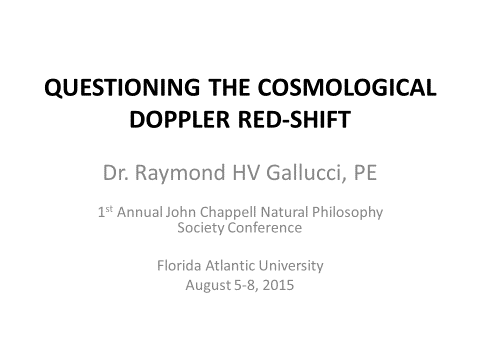 QUESTIONING THE COSMOLOGICAL
DOPPLER RED-SHIFT
Dr. Raymond HV Gallucci, PE
1st Annual John Chappell Natural Philosophy
Society Conference
Florida Atlantic University
August 5-8, 2015